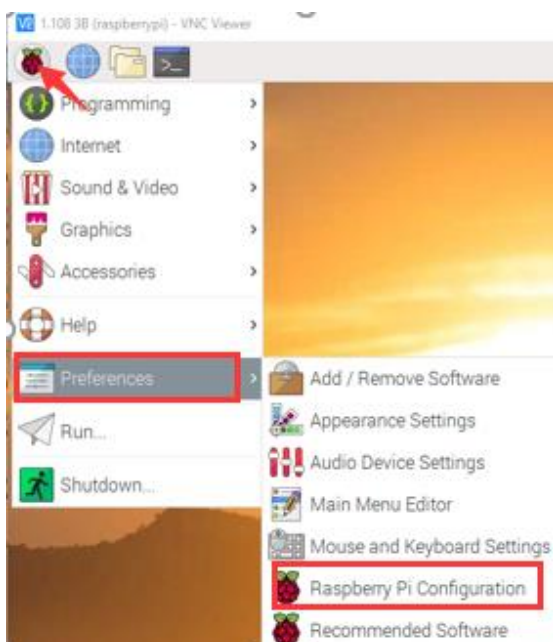 1.108 3B (raspberrypi) - VNC Viewer
Programming
Internet
Sound & Video
Graphics
Accessories
Help
Preferences
Add / Remove Software
Appearance Settings
Run...
Audio Device Settings
Shutdown...
Main Menu Editor
Mouse and Keyboard Settings
Raspberry Pi Configuration
Recommended Software